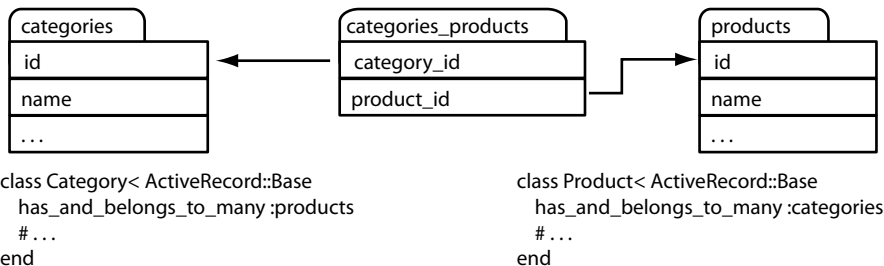 categories
id
name
...
categories_products
category_id
product_id
products
id
name
...
class Category< ActiveRecord::Base
has_and_belongs_to_many :products
# ...
end
class Product< ActiveRecord::Base
has_and_belongs_to_many :categories
# ...
end